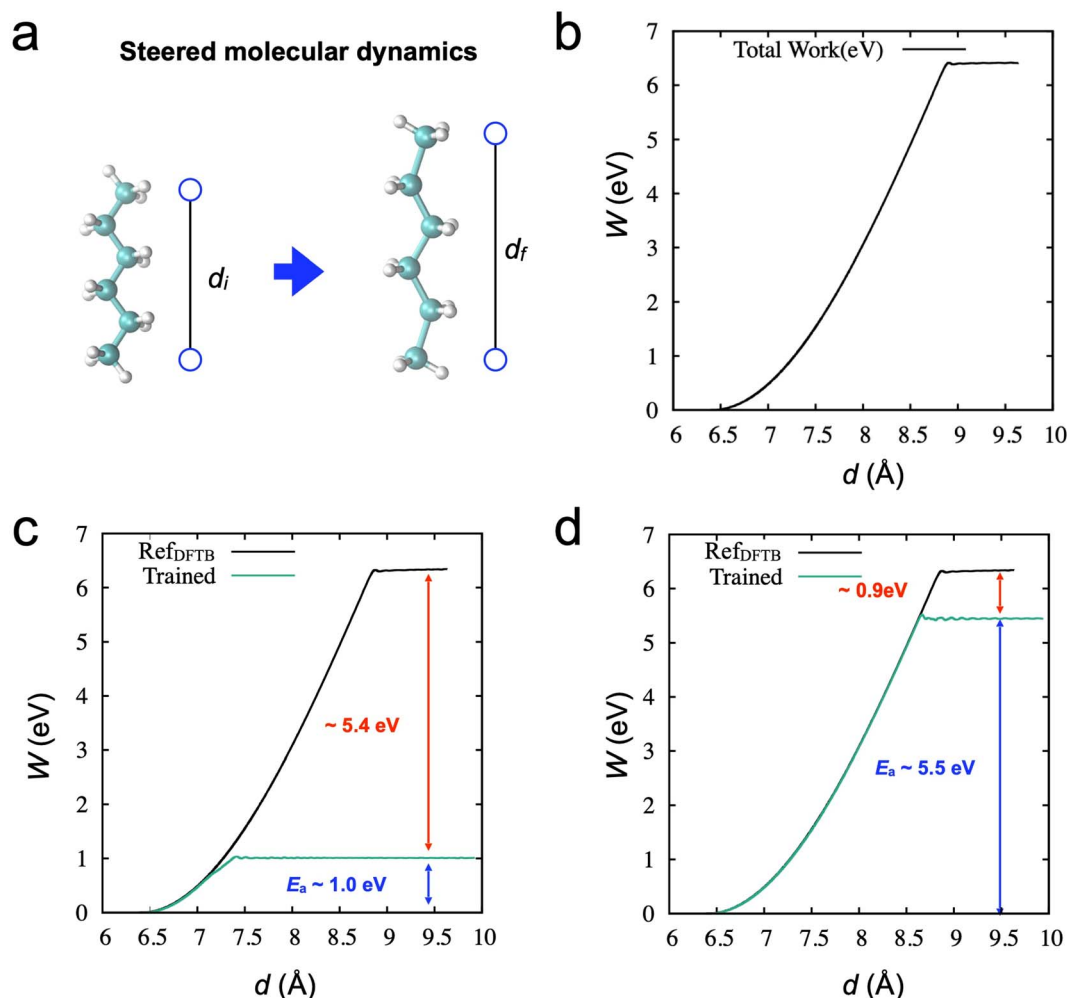 a
Steered molecular dynamics
d_i
d_f
b
7
6
5
4
3
2
1
0
Total Work(eV)
W (eV)
6 6.5 7 7.5 8 8.5 9 9.5 10
d (Å)
c
7
6
5
4
3
2
1
0
Ref_DFTB
Trained
~ 5.4 eV
E_a ~ 1.0 eV
W (eV)
6 6.5 7 7.5 8 8.5 9 9.5 10
d (Å)
d
7
6
5
4
3
2
1
0
Ref_DFTB
Trained
~ 0.9eV
E_a ~ 5.5 eV
W (eV)
6 6.5 7 7.5 8 8.5 9 9.5 10
d (Å)